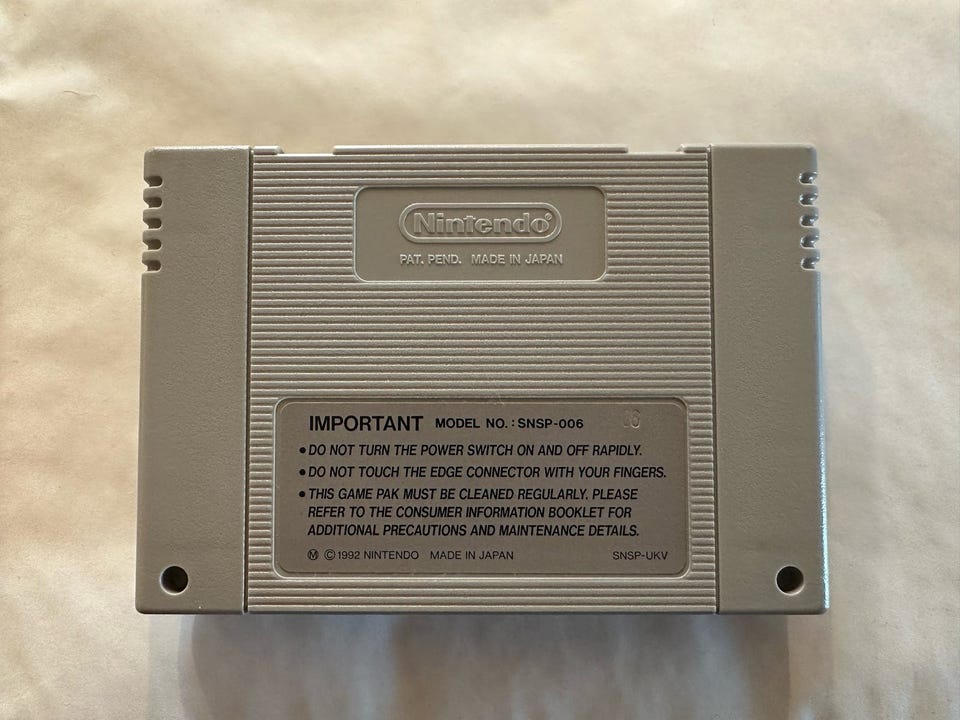 Nintendo®
PAT. PEND. MADE IN JAPAN
IMPORTANT MODEL NO. : SNSP-006
●DO NOT TURN THE POWER SWITCH ON AND OFF RAPIDLY.
●DO NOT TOUCH THE EDGE CONNECTOR WITH YOUR FINGERS.
●THIS GAME PAK MUST BE CLEANED REGULARLY. PLEASE
REFER TO THE CONSUMER INFORMATION BOOKLET FOR
ADDITIONAL PRECAUTIONS AND MAINTENANCE DETAILS.
Ⓜ ©1992 NINTENDO MADE IN JAPAN SNSP-UKV